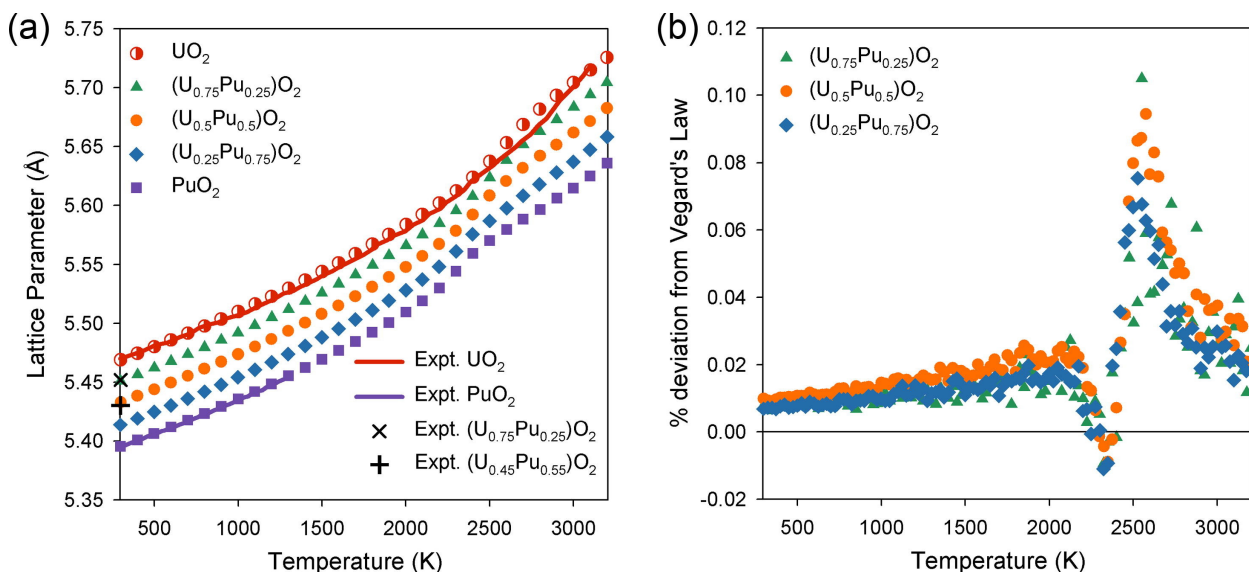 (a)
5.75
5.70
5.65
5.60
5.55
5.50
5.45
5.40
5.35
Lattice Parameter (Å)
UO₂
(U₀.₇₅Pu₀.₂₅)O₂
(U₀.₅Pu₀.₅)O₂
(U₀.₂₅Pu₀.₇₅)O₂
PuO₂
Expt. UO₂
Expt. PuO₂
Expt. (U₀.₇₅Pu₀.₂₅)O₂
Expt. (U₀.₄₅Pu₀.₅₅)O₂
500 1000 1500 2000 2500 3000
Temperature (K)
(b)
0.12
0.10
0.08
0.06
0.04
0.02
0.00
-0.02
% deviation from Vegard's Law
(U₀.₇₅Pu₀.₂₅)O₂
(U₀.₅Pu₀.₅)O₂
(U₀.₂₅Pu₀.₇₅)O₂
500 1000 1500 2000 2500 3000
Temperature (K)